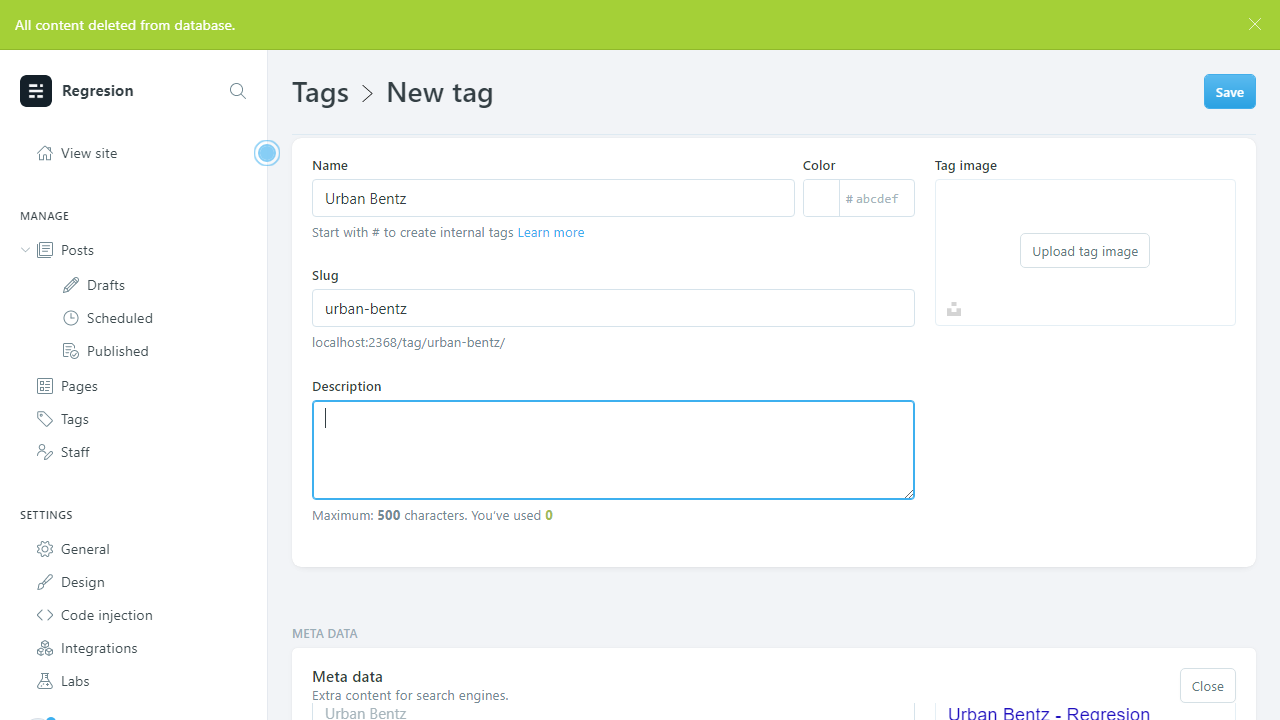 All content deleted from database.
Regresion
Tags > New tag
Save
View site
MANAGE
Posts
Drafts
Scheduled
Published
Pages
Tags
Staff
SETTINGS
General
Design
Code injection
Integrations
Labs
Name
Urban Bentz
Start with # to create internal tags Learn more
Color
# abcdef
Slug
urban-bentz
localhost:2368/tag/urban-bentz/
Description
Maximum: 500 characters. You've used 0
Tag image
Upload tag image
META DATA
Meta data
Extra content for search engines.
Close
Urban Bentz
Urban Bentz - Regresion